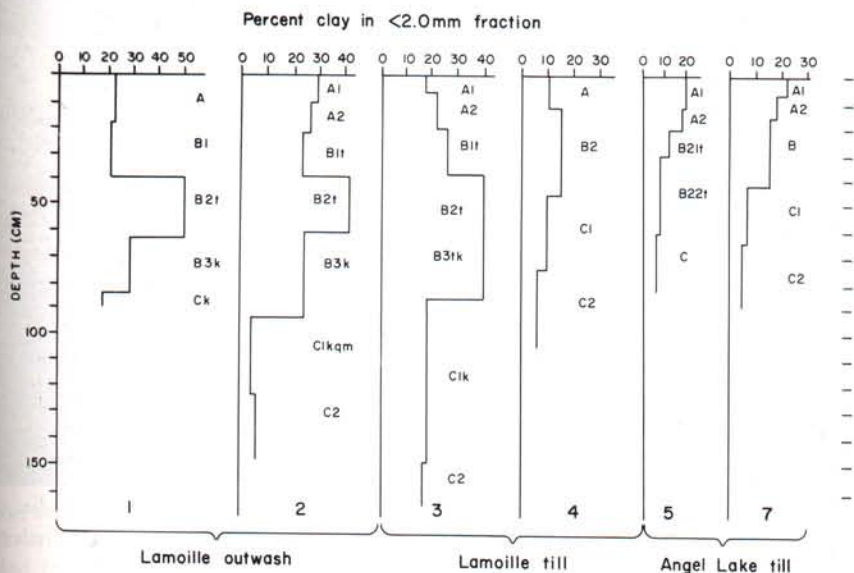 Percent clay in <2.0mm fraction
0 10 20 30 40 50
0 10 20 30 40
0 10 20 30 40
0 10 20 30
0 10 20
0 10 20 30
DEPTH (CM)
0
50
100
150
A
B1
B2t
B3k
Ck
1
A1
A2
B1t
B2t
B3k
C1kqm
C2
2
A1
A2
B1t
B2t
B3tk
C1k
C2
3
A
B2
C1
C2
4
A1
A2
B21t
B22t
C
5
A1
A2
B
C1
C2
7
Lamoille outwash
Lamoille till
Angel Lake till